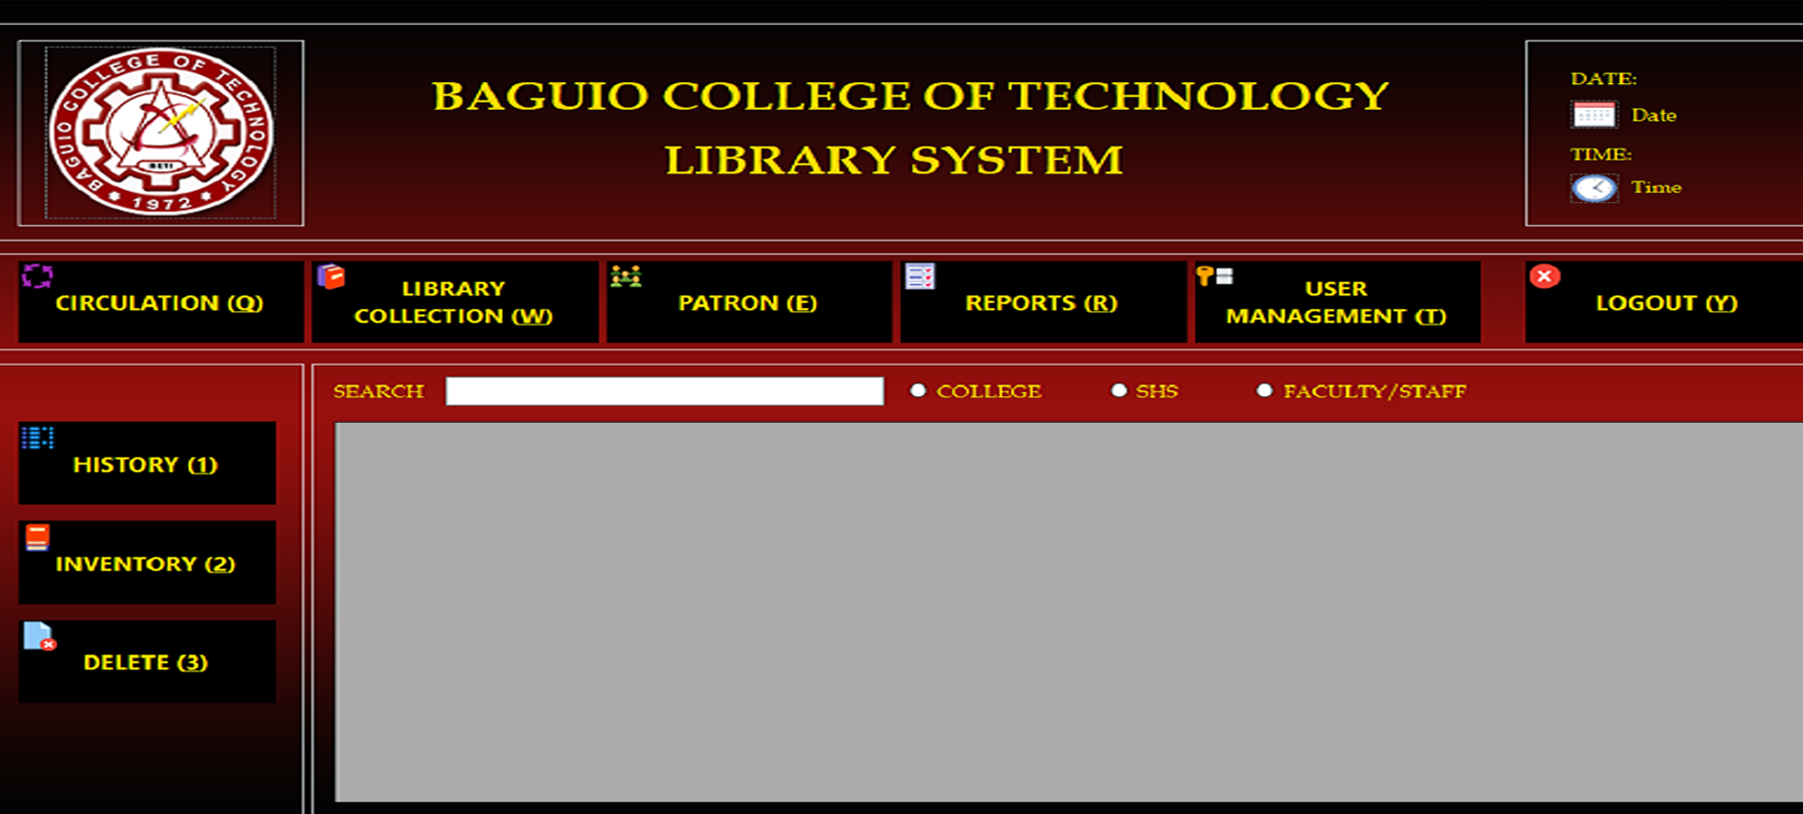 BAGUIO COLLEGE OF TECHNOLOGY
1972
BCTI
BAGUIO COLLEGE OF TECHNOLOGY
LIBRARY SYSTEM
DATE:
Date
TIME:
Time
CIRCULATION (Q)
LIBRARY
COLLECTION (W)
PATRON (E)
REPORTS (R)
USER
MANAGEMENT (T)
LOGOUT (Y)
SEARCH
COLLEGE
SHS
FACULTY/STAFF
HISTORY (1)
INVENTORY (2)
DELETE (3)